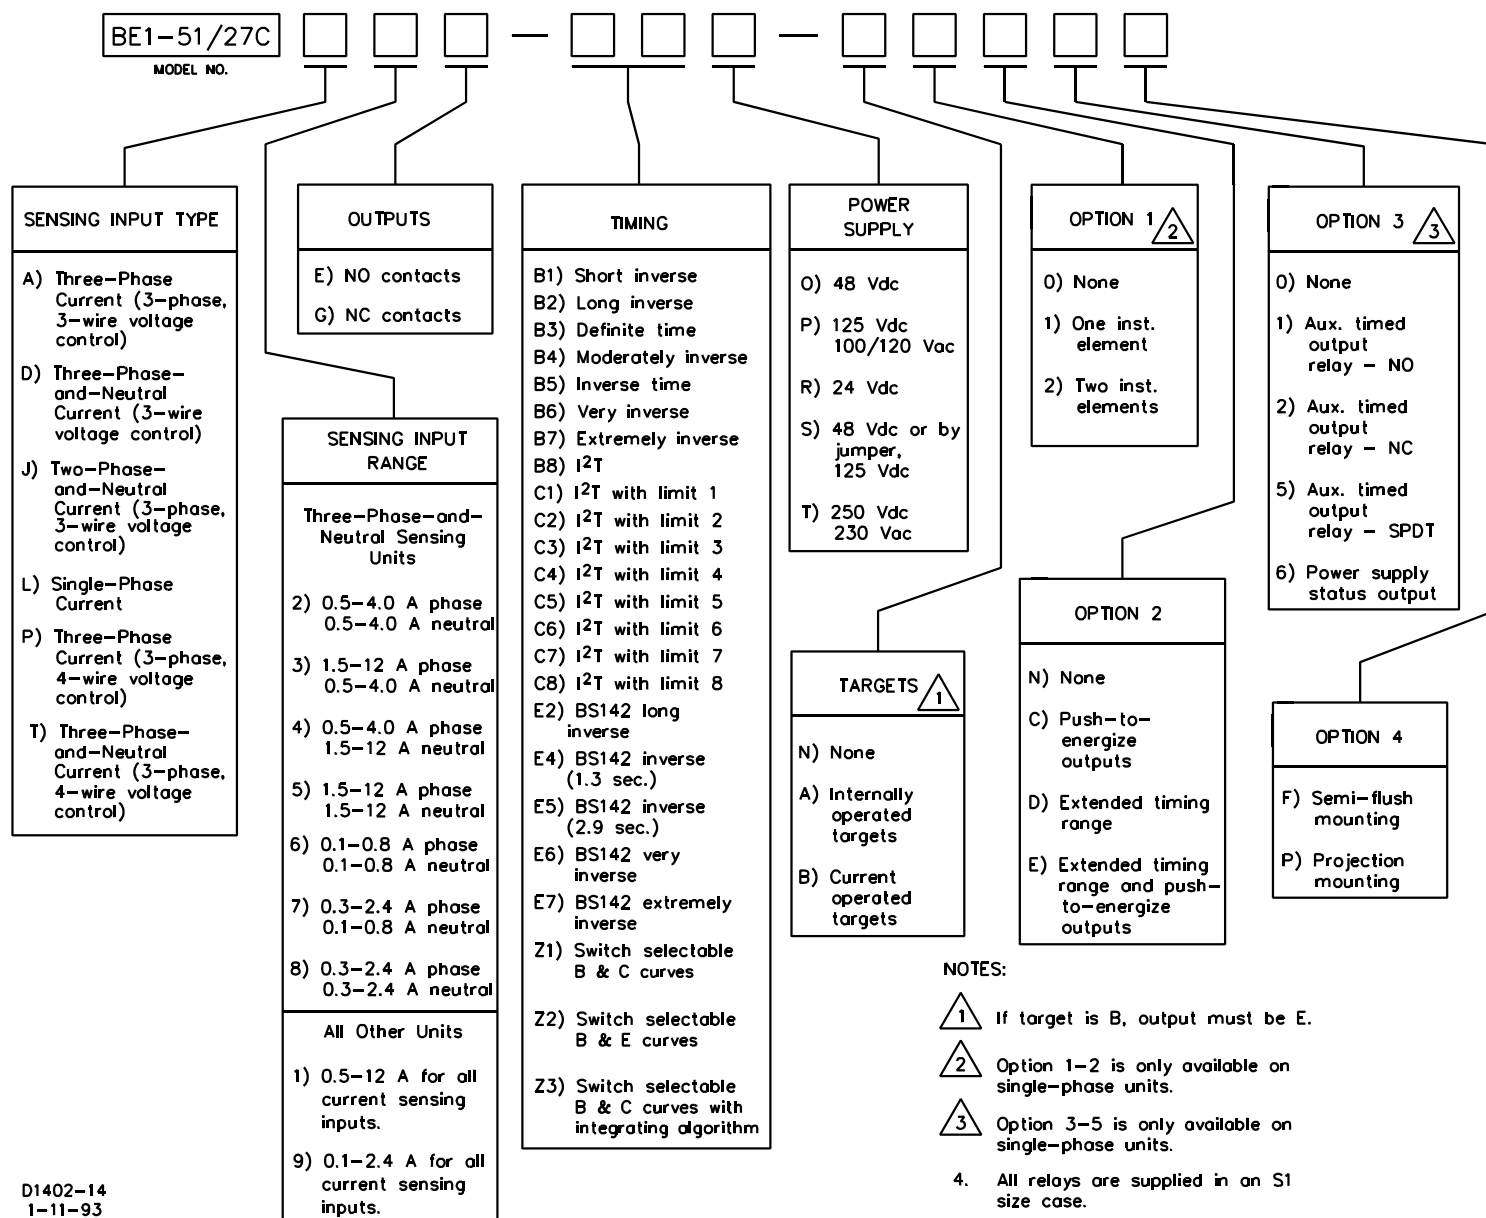 BE1-51/27C
MODEL NO.
SENSING INPUT TYPE
A) Three-Phase
Current (3-phase,
3-wire voltage
control)
D) Three-Phase-
and-Neutral
Current (3-wire
voltage control)
J) Two-Phase-
and-Neutral
Current (3-phase,
3-wire voltage
control)
L) Single-Phase
Current
P) Three-Phase
Current (3-phase,
4-wire voltage
control)
T) Three-Phase-
and-Neutral
Current (3-phase,
4-wire voltage
control)
OUTPUTS
E) NO contacts
G) NC contacts
SENSING INPUT
RANGE
Three-Phase-and-
Neutral Sensing
Units
2) 0.5-4.0 A phase
0.5-4.0 A neutral
3) 1.5-12 A phase
0.5-4.0 A neutral
4) 0.5-4.0 A phase
1.5-12 A neutral
5) 1.5-12 A phase
1.5-12 A neutral
6) 0.1-0.8 A phase
0.1-0.8 A neutral
7) 0.3-2.4 A phase
0.1-0.8 A neutral
8) 0.3-2.4 A phase
0.3-2.4 A neutral
All Other Units
1) 0.5-12 A for all
current sensing
inputs.
9) 0.1-2.4 A for all
current sensing
inputs.
TIMING
B1) Short inverse
B2) Long inverse
B3) Definite time
B4) Moderately inverse
B5) Inverse time
B6) Very inverse
B7) Extremely inverse
B8) I²T
C1) I²T with limit 1
C2) I²T with limit 2
C3) I²T with limit 3
C4) I²T with limit 4
C5) I²T with limit 5
C6) I²T with limit 6
C7) I²T with limit 7
C8) I²T with limit 8
E2) BS142 long
inverse
E4) BS142 inverse
(1.3 sec.)
E5) BS142 inverse
(2.9 sec.)
E6) BS142 very
inverse
E7) BS142 extremely
inverse
Z1) Switch selectable
B & C curves
Z2) Switch selectable
B & E curves
Z3) Switch selectable
B & C curves with
integrating algorithm
POWER
SUPPLY
O) 48 Vdc
P) 125 Vdc
100/120 Vac
R) 24 Vdc
S) 48 Vdc or by
jumper,
125 Vdc
T) 250 Vdc
230 Vac
TARGETS 1
N) None
A) Internally
operated
targets
B) Current
operated
targets
OPTION 1 2
0) None
1) One inst.
element
2) Two inst.
elements
OPTION 2
N) None
C) Push-to-
energize
outputs
D) Extended timing
range
E) Extended timing
range and push-
to-energize
outputs
OPTION 3 3
0) None
1) Aux. timed
output
relay - NO
2) Aux. timed
output
relay - NC
5) Aux. timed
output
relay - SPDT
6) Power supply
status output
OPTION 4
F) Semi-flush
mounting
P) Projection
mounting
NOTES:
1 If target is B, output must be E.
2 Option 1-2 is only available on
single-phase units.
3 Option 3-5 is only available on
single-phase units.
4. All relays are supplied in an S1
size case.
D1402-14
1-11-93